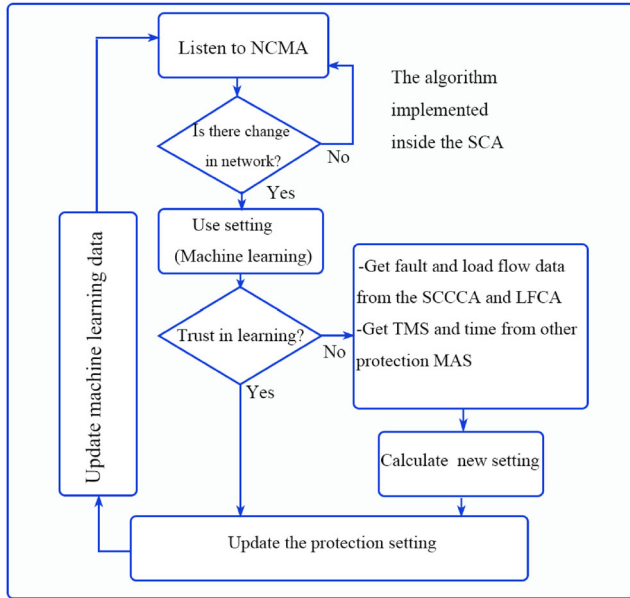 Listen to NCMA
The algorithm
implemented
inside the SCA
Is there change
in network?
No
Yes
Use setting
(Machine learning)
Trust in learning?
No
Yes
-Get fault and load flow data
from the SCCCA and LFCA
-Get TMS and time from other
protection MAS
Calculate new setting
Update the protection setting
Update machine learning data